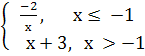 { -2/x, x ≤ -1
x + 3, x > -1